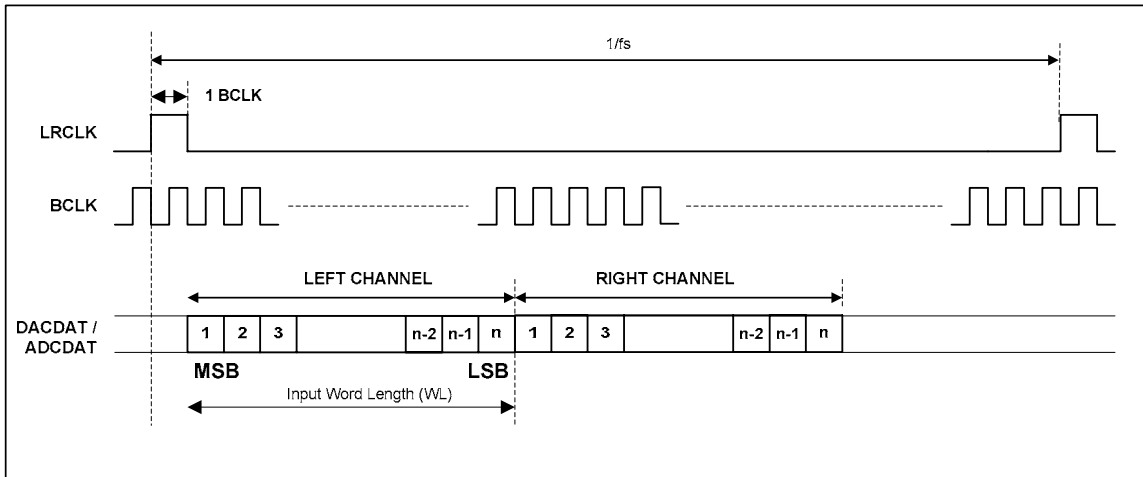 1/fs
1 BCLK
LRCLK
BCLK
LEFT CHANNEL
RIGHT CHANNEL
DACDAT /
ADCDAT
1 2 3 n-2 n-1 n 1 2 3 n-2 n-1 n
MSB LSB
Input Word Length (WL)